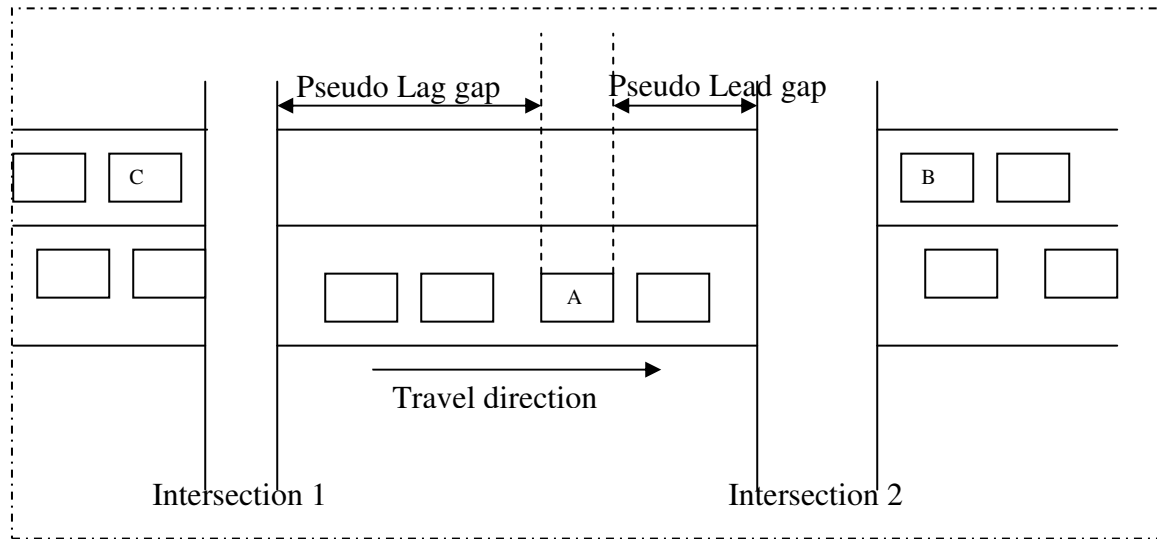 Pseudo Lag gap
Pseudo Lead gap
C
B
A
Travel direction
Intersection 1
Intersection 2